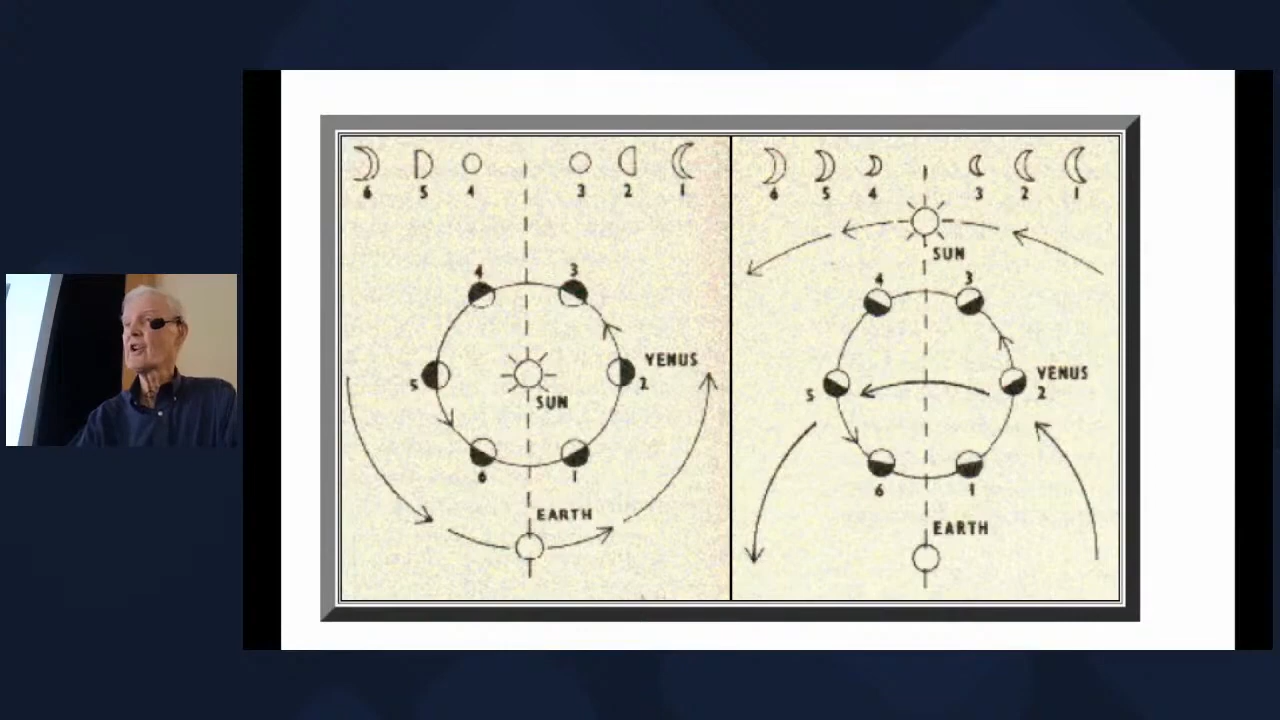 6 5 4 3 2 1
4 3
5 VENUS
2
SUN
6 1
EARTH
6 5 4 3 2 1
SUN
4 3
VENUS
5 2
6 1
EARTH